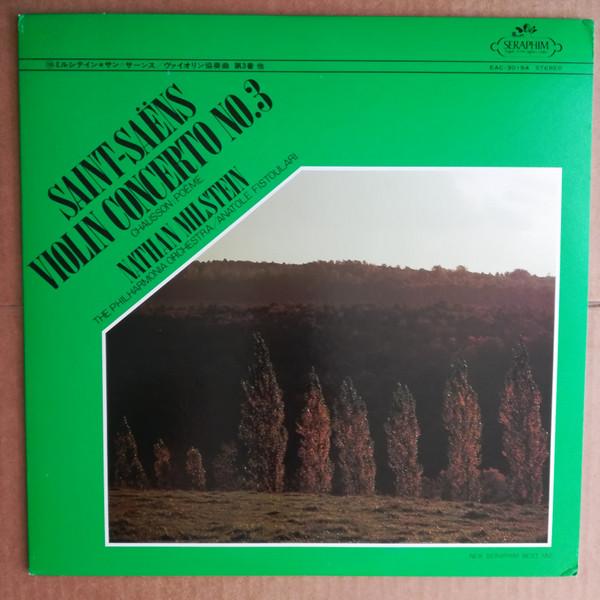 SERAPHIM
ミルシテイン★サン=サーンス/ヴァイオリン協奏曲 第3番 他
EAC-30194 STEREO
SAINT-SAËNS
VIOLIN CONCERTO NO.3
CHAUSSON: POÈME
NATHAN MILSTEIN
THE PHILHARMONIA ORCHESTRA, ANATOLE FISTOULARI
NEW SERAPHIM BEST